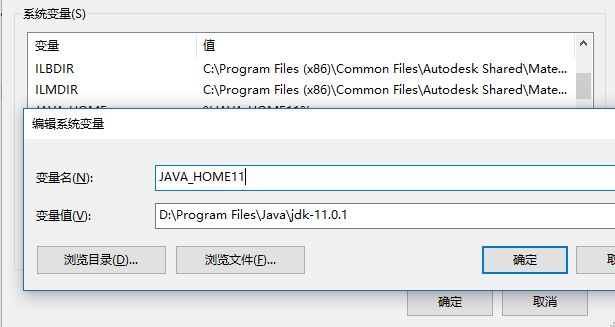 系统变量(S)
变量 值
ILBDIR C:\Program Files (x86)\Common Files\Autodesk Shared\Mate...
ILMDIR C:\Program Files (x86)\Common Files\Autodesk Shared\Mate...
JAVA_HOME %JAVA_HOME11%
编辑系统变量
变量名(N): JAVA_HOME11
变量值(V): D:\Program Files\Java\jdk-11.0.1
浏览目录(D)... 浏览文件(F)... 确定 取
确定 取消